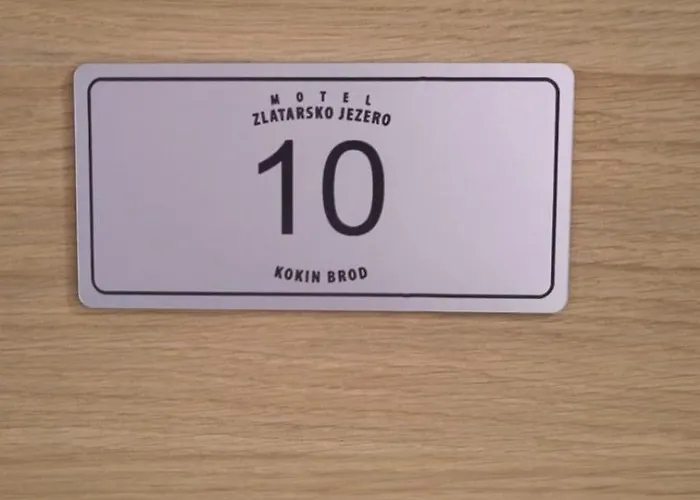 MOTEL
ZLATARSKO JEZERO
10
KOKIN BROD